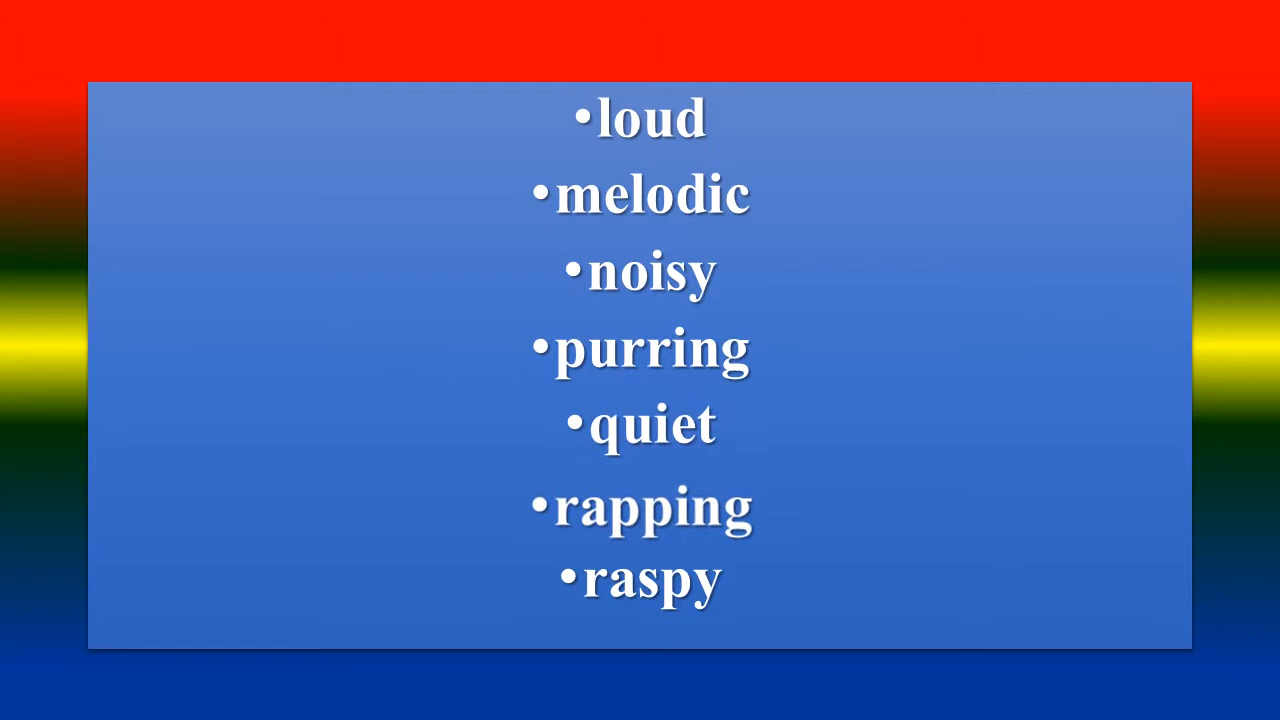 •loud
•melodic
•noisy
•purring
•quiet
•rapping
•raspy